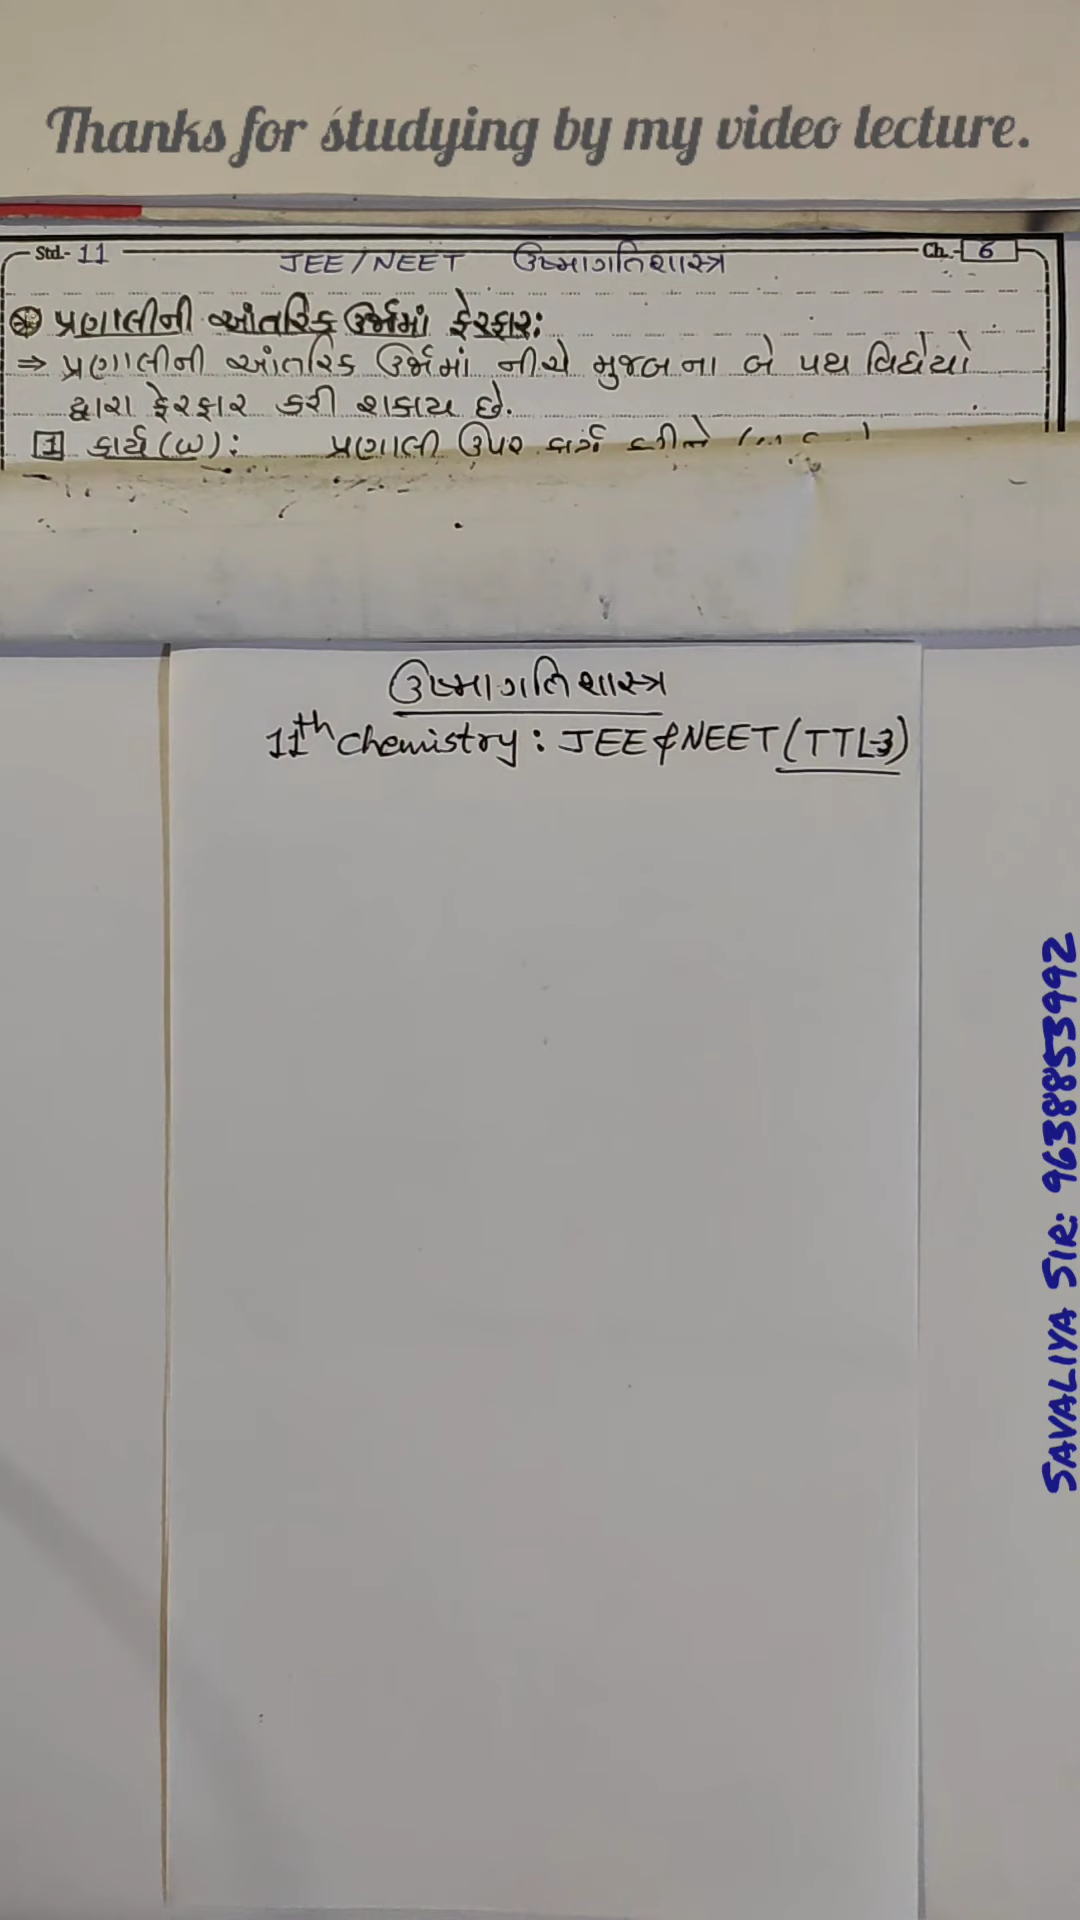 Thanks for studying by my video lecture.
Std.- 11 JEE/NEET ઉષ્માગતિશાસ્ત્ર Ch.- 6
પ્રણાલીની આંતરિક ઉર્જામાં ફેરફાર:
⇒ પ્રણાલીની આંતરિક ઉર્જામાં નીચે મુજબના બે પથ વિધેયો
દ્વારા ફેરફાર કરી શકાય છે.
1 કાર્ય (w): પ્રણાલી ઉપર કાર્ય
ઉષ્માગતિશાસ્ત્ર
11th chemistry: JEE & NEET (TTL-3)
SAVALIYA SIR: 9638853992